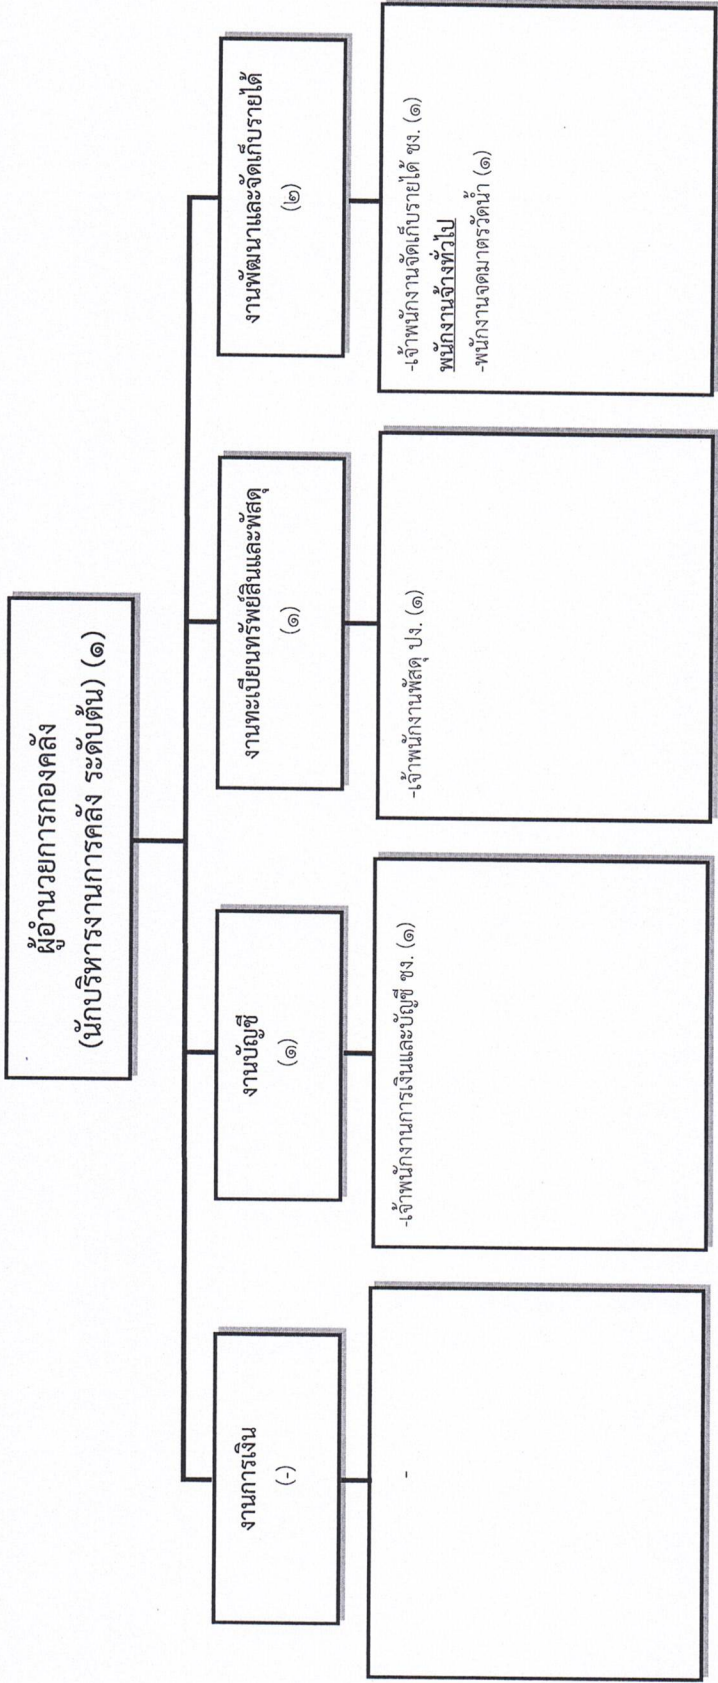 ผู้อำนวยการกองคลัง
(นักบริหารงานการคลัง ระดับต้น) (๑)
งานการเงิน
(-)
-
งานบัญชี
(๑)
-เจ้าพนักงานการเงินและบัญชี ชง. (๑)
งานทะเบียนทรัพย์สินและพัสดุ
(๑)
-เจ้าพนักงานพัสดุ ปง. (๑)
งานพัฒนาและจัดเก็บรายได้
(๒)
-เจ้าพนักงานจัดเก็บรายได้ ชง. (๑)
พนักงานจ้างทั่วไป
-พนักงานจดมาตรวัดน้ำ (๑)